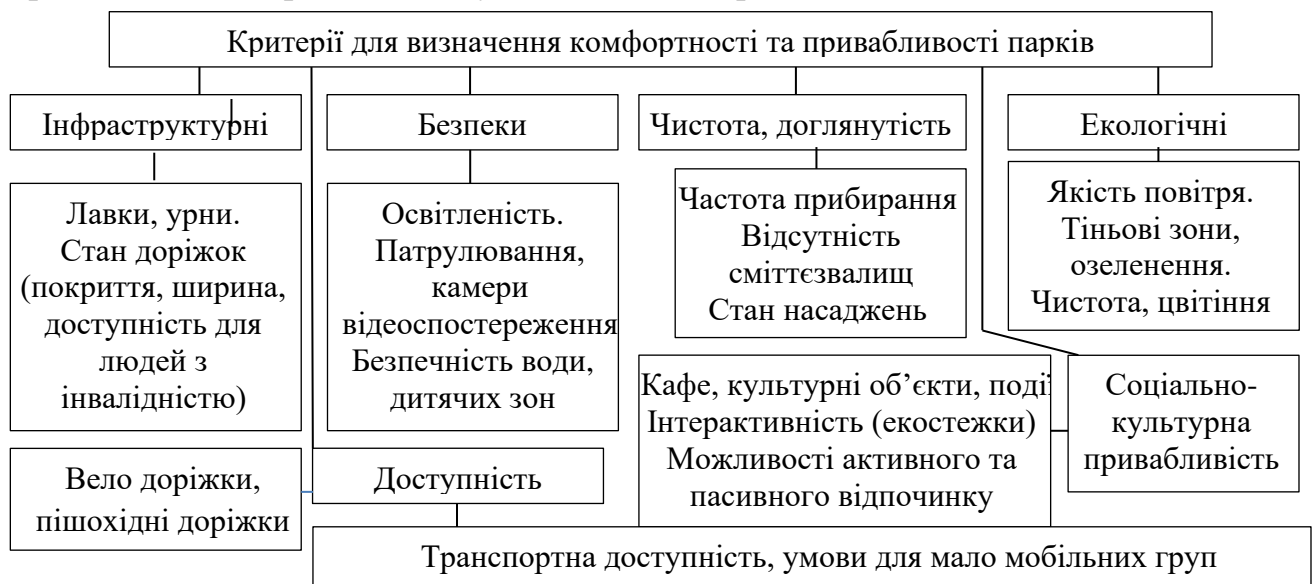 Критерії для визначення комфортності та привабливості парків
Інфраструктурні
Безпеки
Чистота, доглянутість
Екологічні
Лавки, урни.
Стан доріжок
(покриття, ширина,
доступність для
людей з
інвалідністю)
Освітленість.
Патрулювання,
камери
відеоспостереження
Безпечність води,
дитячих зон
Частота прибирання
Відсутність
сміттєзвалищ
Стан насаджень
Якість повітря.
Тіньові зони,
озеленення.
Чистота, цвітіння
Кафе, культурні об’єкти, події
Інтерактивність (екостежки)
Можливості активного та
пасивного відпочинку
Соціально-
культурна
привабливість
Вело доріжки,
пішохідні доріжки
Доступність
Транспортна доступність, умови для мало мобільних груп